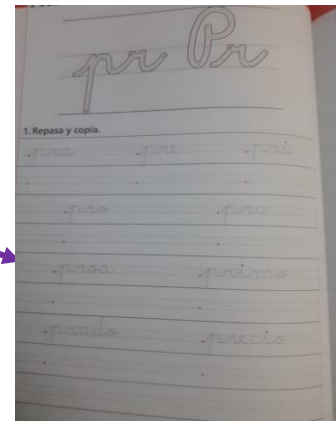 pr Pr
1. Repasa y copia.
pra pre pri
pro pru
proa primo
prado precio